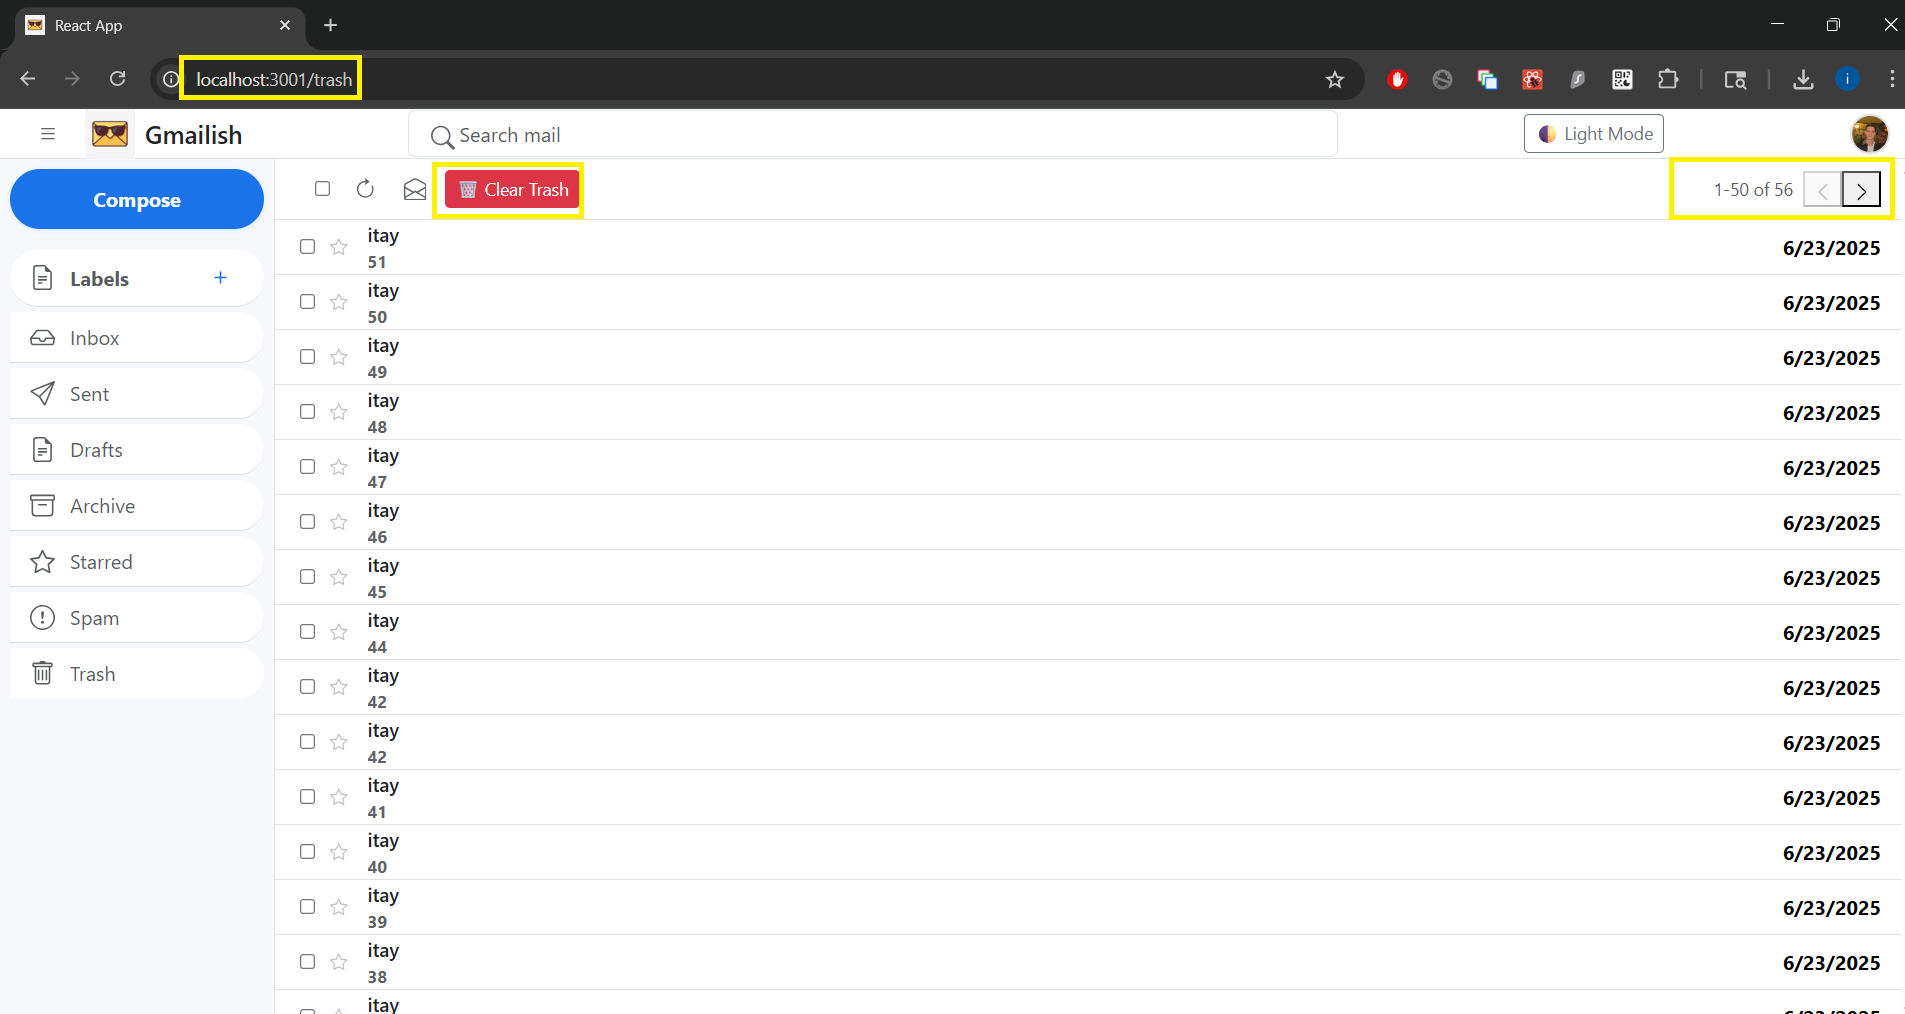 React App
localhost:3001/trash
i
Gmailish
Search mail
Light Mode
Compose
Clear Trash
1-50 of 56
Labels
Inbox
Sent
Drafts
Archive
Starred
Spam
Trash
itay
51
6/23/2025
itay
50
6/23/2025
itay
49
6/23/2025
itay
48
6/23/2025
itay
47
6/23/2025
itay
46
6/23/2025
itay
45
6/23/2025
itay
44
6/23/2025
itay
42
6/23/2025
itay
42
6/23/2025
itay
41
6/23/2025
itay
40
6/23/2025
itay
39
6/23/2025
itay
38
6/23/2025
itay